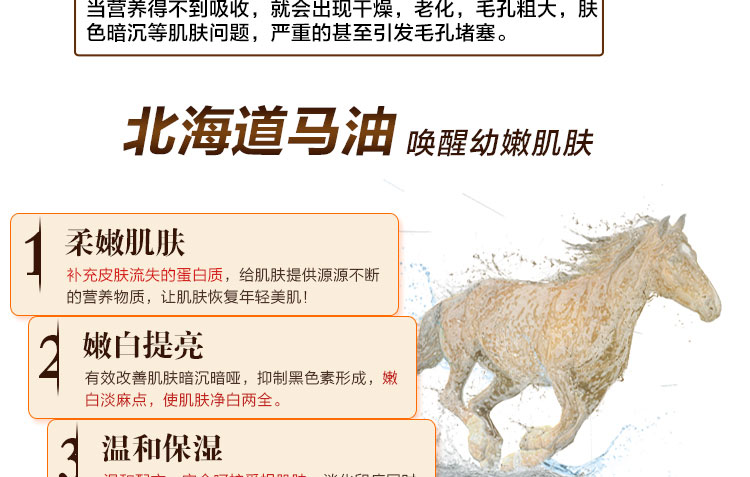 当营养得不到吸收，就会出现干燥，老化，毛孔粗大，肤
色暗沉等肌肤问题，严重的甚至引发毛孔堵塞。
北海道马油 唤醒幼嫩肌肤
1 柔嫩肌肤
补充皮肤流失的蛋白质，给肌肤提供源源不断
的营养物质，让肌肤恢复年轻美肌！
2 嫩白提亮
有效改善肌肤暗沉暗哑，抑制黑色素形成，嫩
白淡麻点，使肌肤净白两全。
3 温和保湿